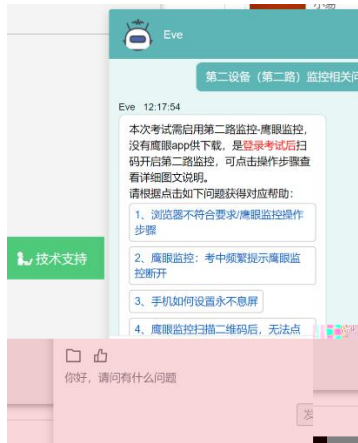 小易
Eve
第二设备（第二路）监控相关问
Eve 12:17:54
本次考试需启用第二路监控-鹰眼监控，
没有鹰眼app供下载，是登录考试后扫
码开启第二路监控，可点击操作步骤查
看详细图文说明。
请根据点击如下问题获得对应帮助：
1、浏览器不符合要求/鹰眼监控操作
步骤
2、鹰眼监控：考中频繁提示鹰眼监
控断开
技术支持
3、手机如何设置永不息屏
4、鹰眼监控扫描二维码后，无法点
你好，请问有什么问题
发